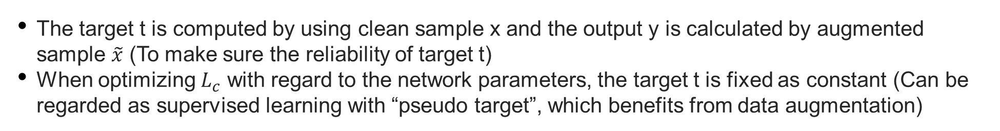 • The target t is computed by using clean sample x and the output y is calculated by augmented
sample x̃ (To make sure the reliability of target t)
• When optimizing L_c with regard to the network parameters, the target t is fixed as constant (Can be
regarded as supervised learning with “pseudo target”, which benefits from data augmentation)